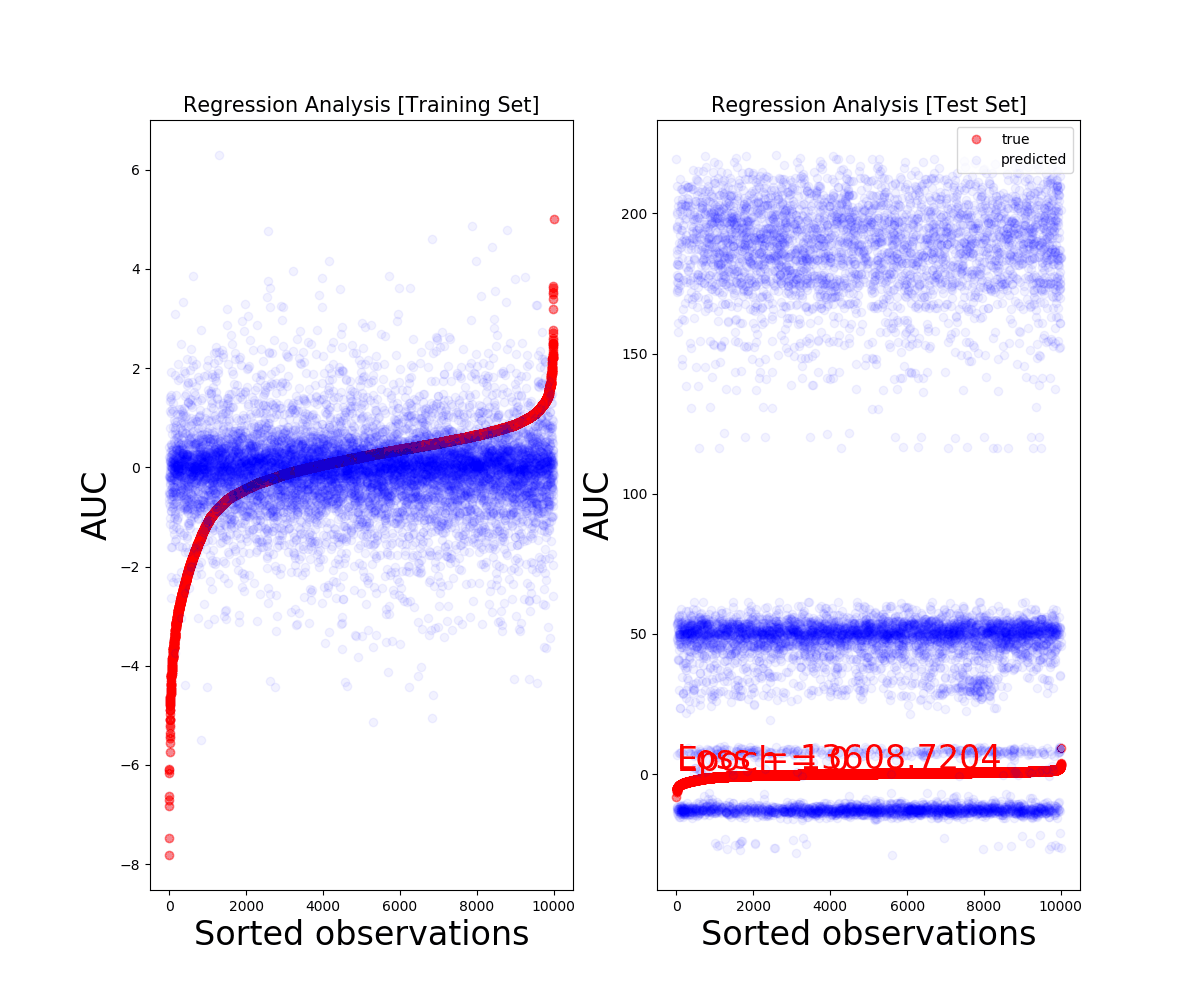 Regression Analysis [Training Set]
Regression Analysis [Test Set]
true
predicted
6
4
2
0
−2
−4
−6
−8
AUC
0
2000
4000
6000
8000
10000
Sorted observations
200
150
100
50
0
AUC
Loss =
Epoch =
0
2000
4000
6000
8000
10000
Sorted observations